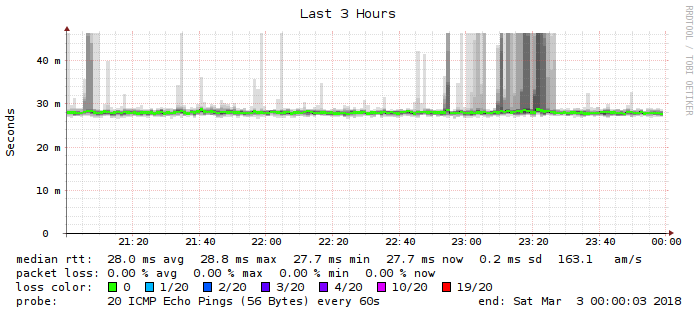 Last 3 Hours
RRDTOOL / TOBI OETIKER
Seconds
40 m
30 m
20 m
10 m
0
21:20 21:40 22:00 22:20 22:40 23:00 23:20 23:40 00:00
median rtt: 28.0 ms avg 28.8 ms max 27.7 ms min 27.7 ms now 0.2 ms sd 163.1 am/s
packet loss: 0.00 % avg 0.00 % max 0.00 % min 0.00 % now
loss color: 0 1/20 2/20 3/20 4/20 10/20 19/20
probe: 20 ICMP Echo Pings (56 Bytes) every 60s end: Sat Mar 3 00:00:03 2018